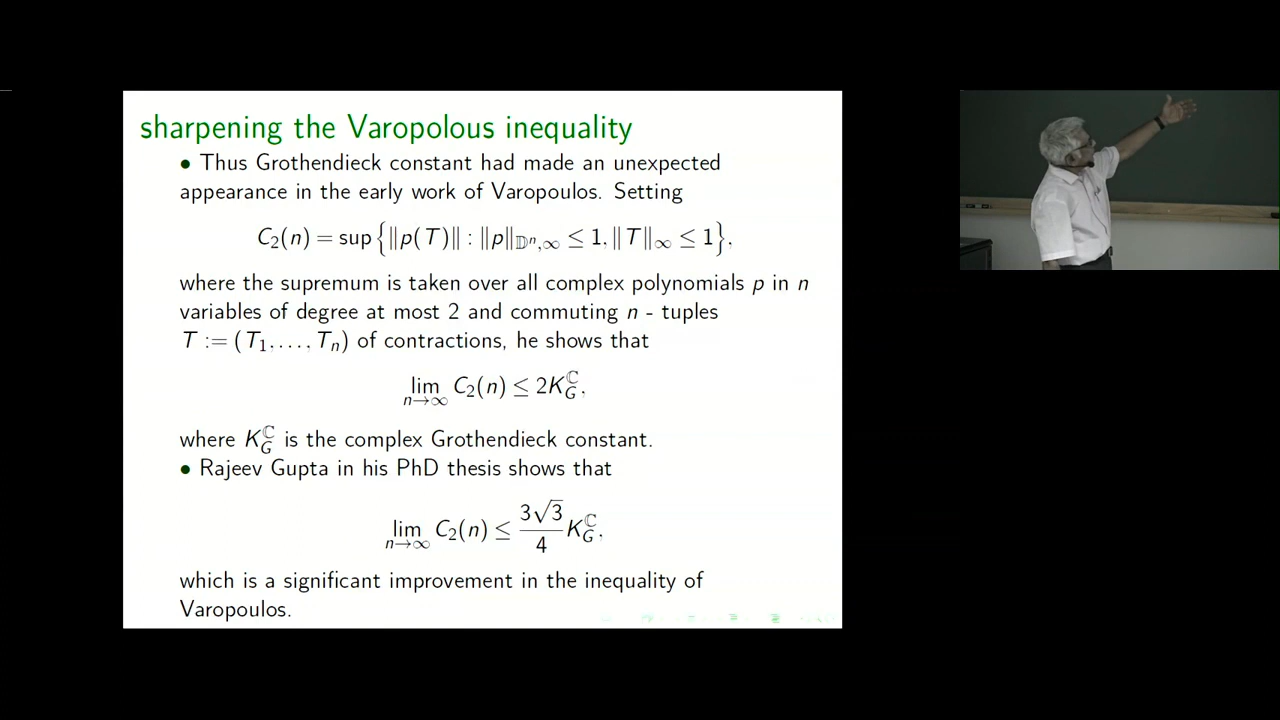 sharpening the Varopolous inequality
• Thus Grothendieck constant had made an unexpected
appearance in the early work of Varopoulos. Setting
C₂(n) = sup{‖p(T)‖ : ‖p‖_{𝔻ⁿ,∞} ≤ 1, ‖T‖_∞ ≤ 1},
where the supremum is taken over all complex polynomials p in n
variables of degree at most 2 and commuting n - tuples
T := (T₁, . . . , Tₙ) of contractions, he shows that
lim_{n→∞} C₂(n) ≤ 2K_G^ℂ,
where K_G^ℂ is the complex Grothendieck constant.
• Rajeev Gupta in his PhD thesis shows that
lim_{n→∞} C₂(n) ≤ \frac{3√3}{4} K_G^ℂ,
which is a significant improvement in the inequality of
Varopoulos.